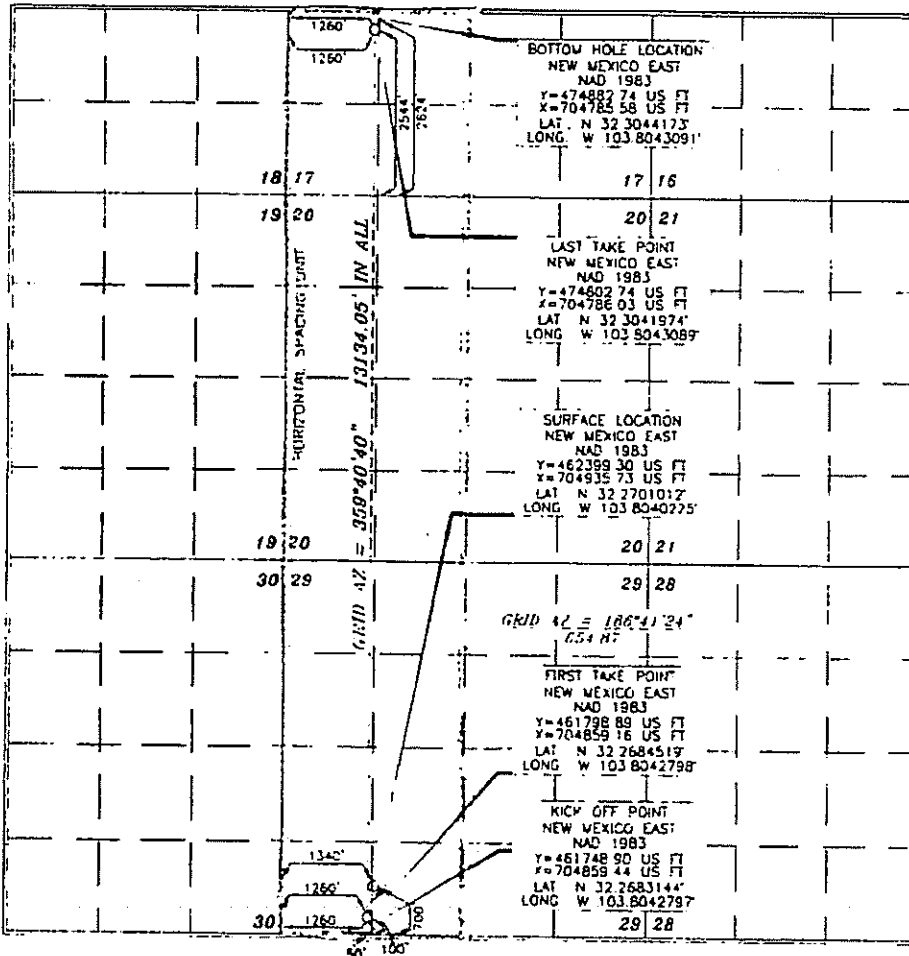 1260'
1260'
2544'
2624'
BOTTOM HOLE LOCATION
NEW MEXICO EAST
NAD 1983
Y=474882 74 US FT
X=704785 58 US FT
LAT. N 32 3044173'
LONG. W 103.8043091'
18 17
17 16
19 20
20 21
HORIZONTAL SPACING UNIT
GRID AZ = 359°40'40" 13134.05' IN ALL
LAST TAKE POINT
NEW MEXICO EAST
NAD 1983
Y=474802 74 US FT
X=704786 03 US FT
LAT N 32 3041974'
LONG W 103 8043089'
SURFACE LOCATION
NEW MEXICO EAST
NAD 1983
Y=462399 30 US FT
X=704935 73 US FT
LAT N 32 2701012'
LONG W 103 8040225'
19 20
20 21
30 29
29 28
GRID AZ = 186°41'24"
654 87'
FIRST TAKE POINT
NEW MEXICO EAST
NAD 1983
Y=461798 89 US FT
X=704859 16 US FT
LAT N 32 2684519'
LONG W 103 8042798'
KICK OFF POINT
NEW MEXICO EAST
NAD 1983
Y=461748 90 US FT
X=704859 44 US FT
LAT N 32.2683144'
LONG W 103 8042797'
1340'
1260'
1260
700
100'
30
29 28